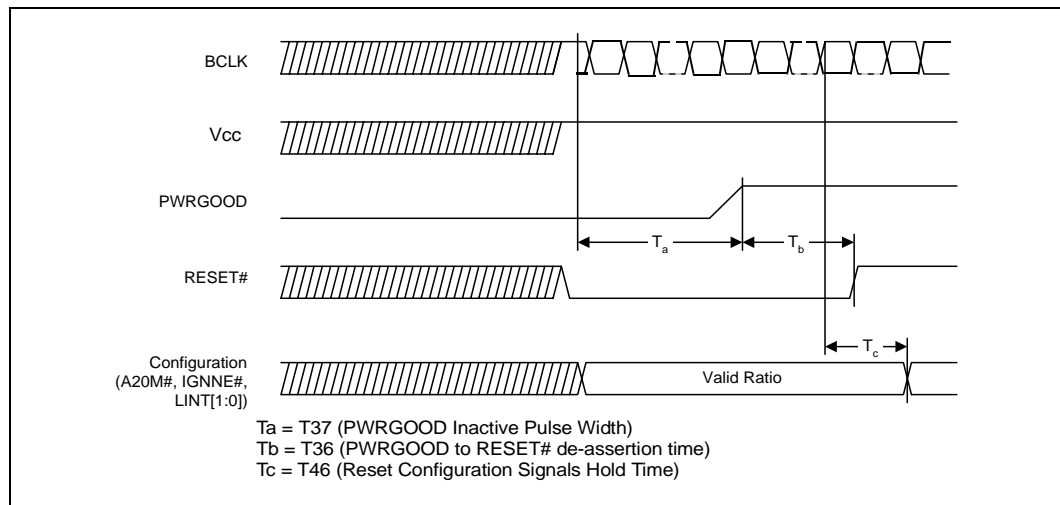 BCLK
Vcc
PWRGOOD
Ta
Tb
RESET#
Tc
Configuration
(A20M#, IGNNE#,
LINT[1:0])
Valid Ratio
Ta = T37 (PWRGOOD Inactive Pulse Width)
Tb = T36 (PWRGOOD to RESET# de-assertion time)
Tc = T46 (Reset Configuration Signals Hold Time)